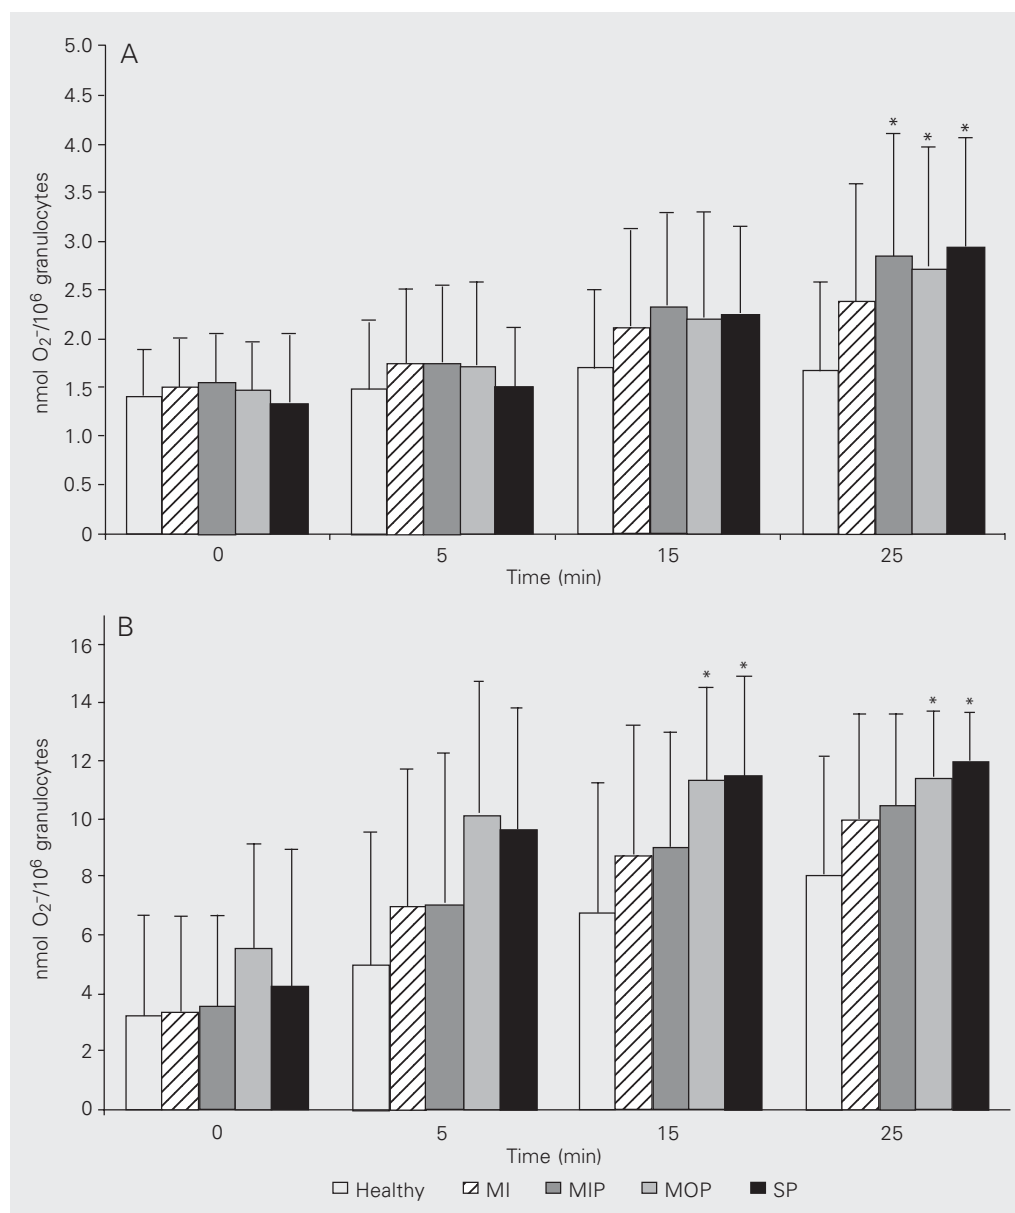 A
5.0
4.5
4.0
3.5
3.0
2.5
2.0
1.5
1.0
0.5
0
nmol O₂⁻/10⁶ granulocytes
* * *
0 5 15 25
Time (min)
B
16
14
12
10
8
6
4
2
0
nmol O₂⁻/10⁶ granulocytes
* * * *
0 5 15 25
Time (min)
Healthy MI MIP MOP SP